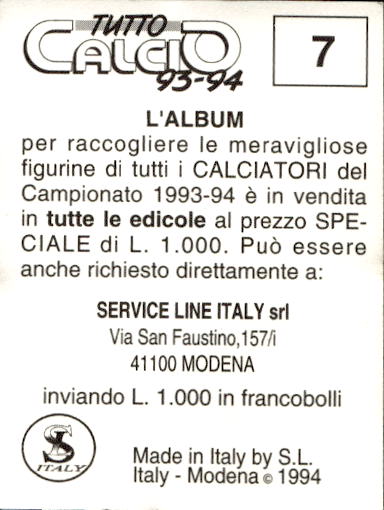 TUTTO
CALCIO
93-94
7
L'ALBUM
per raccogliere le meravigliose
figurine di tutti i CALCIATORI del
Campionato 1993-94 è in vendita
in tutte le edicole al prezzo SPE-
CIALE di L. 1.000. Può essere
anche richiesto direttamente a:
SERVICE LINE ITALY srl
Via San Faustino,157/i
41100 MODENA
inviando L. 1.000 in francobolli
SL
ITALY
Made in Italy by S.L.
Italy - Modena © 1994